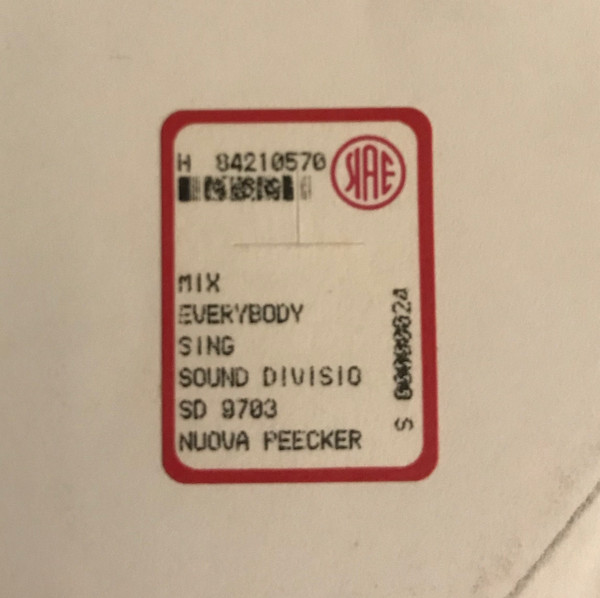 H 84210570
SIAE
MIX
EVERYBODY
SING
SOUND DIVISIO
SD 9703
NUOVA PEECKER